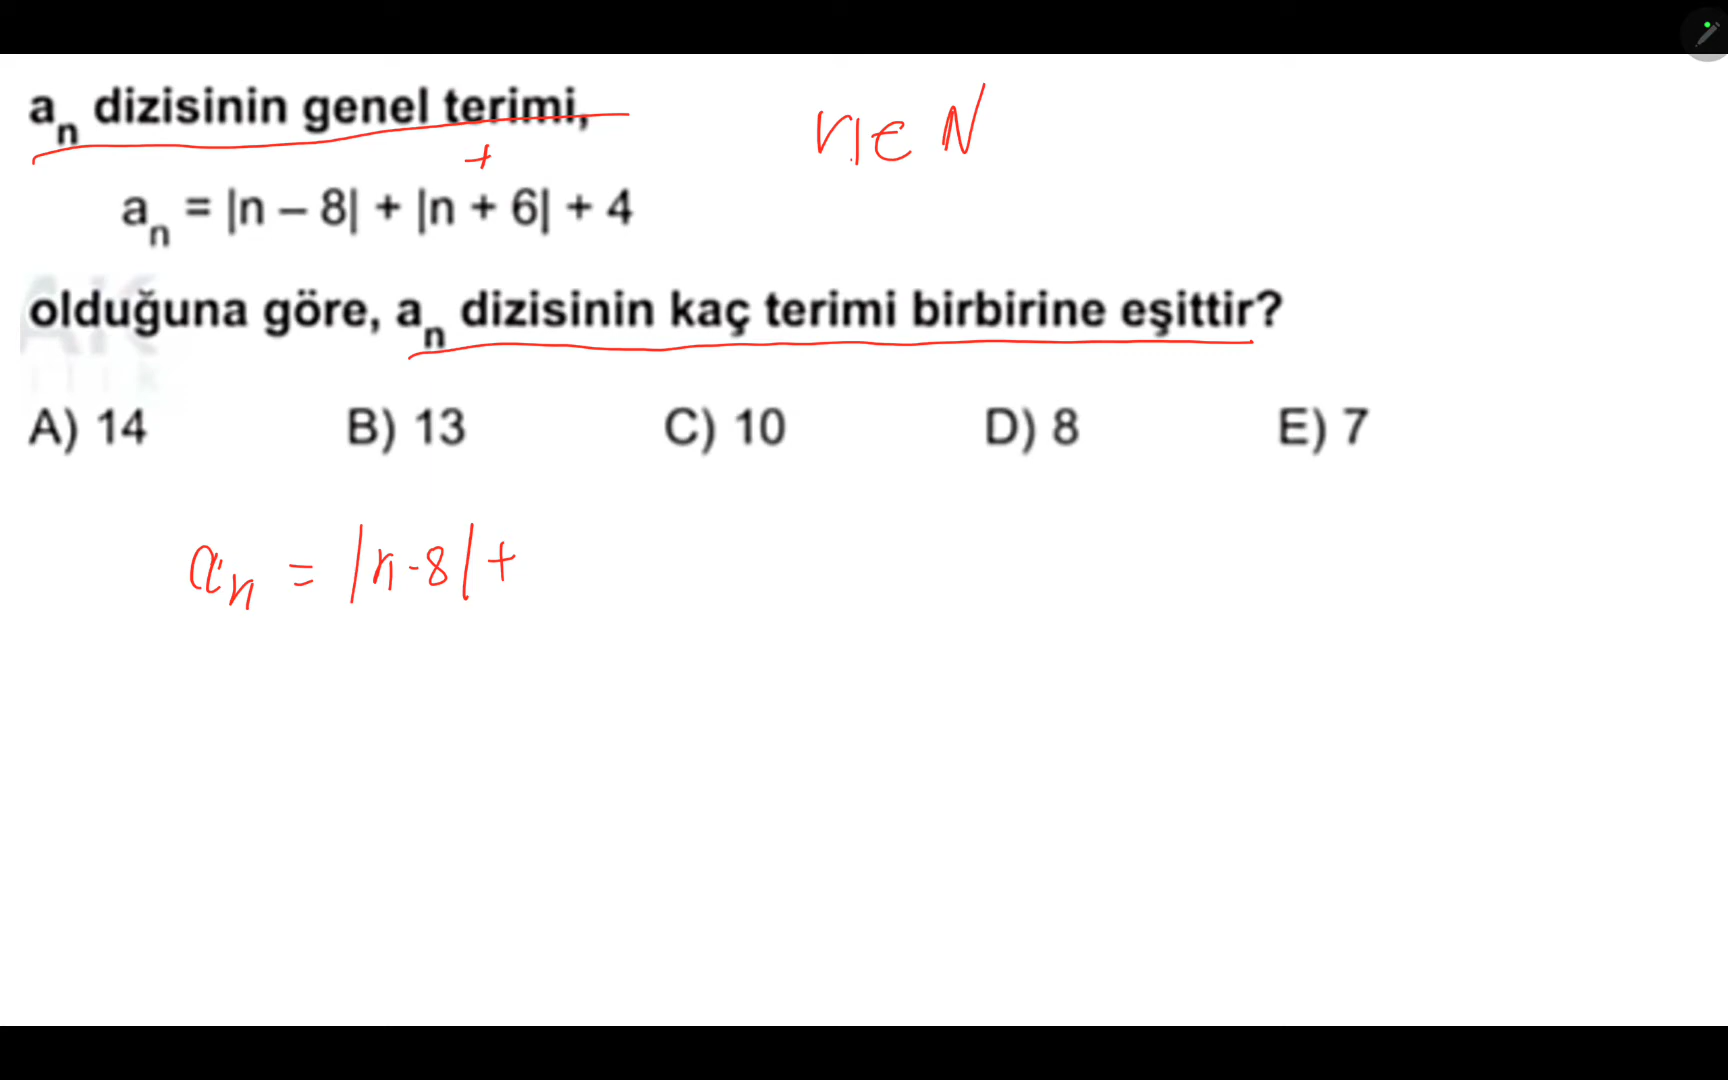 aₙ dizisinin genel terimi,
n ∈ N
+
aₙ = |n – 8| + |n + 6| + 4
olduğuna göre, aₙ dizisinin kaç terimi birbirine eşittir?
A) 14 B) 13 C) 10 D) 8 E) 7
aₙ = |n - 8| +